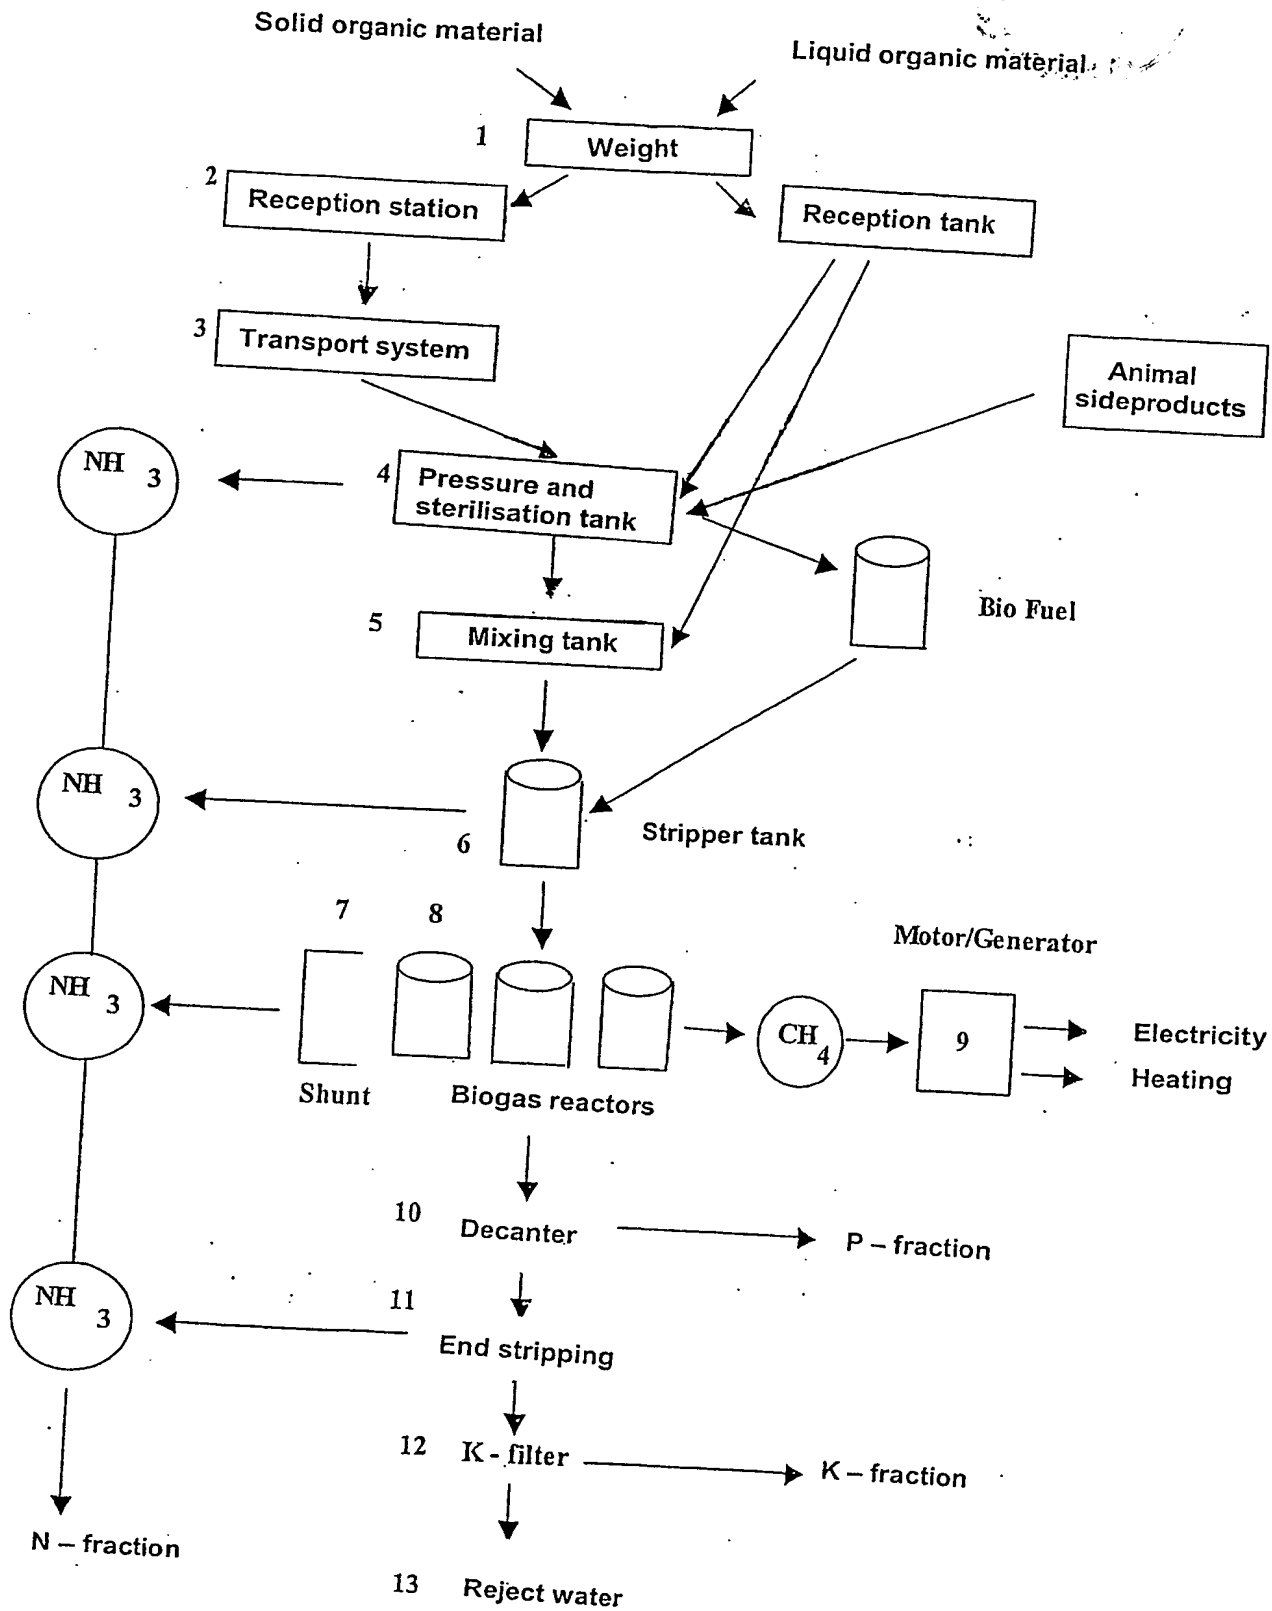 Solid organic material
Liquid organic material
1
Weight
2
Reception station
Reception tank
3
Transport system
Animal
sideproducts
NH 3
4
Pressure and
sterilisation tank
Bio Fuel
5
Mixing tank
NH 3
6
Stripper tank
7
8
Motor/Generator
NH 3
CH 4
9
Electricity
Heating
Shunt
Biogas reactors
10
Decanter
P – fraction
NH 3
11
End stripping
12
K - filter
K – fraction
N – fraction
13
Reject water